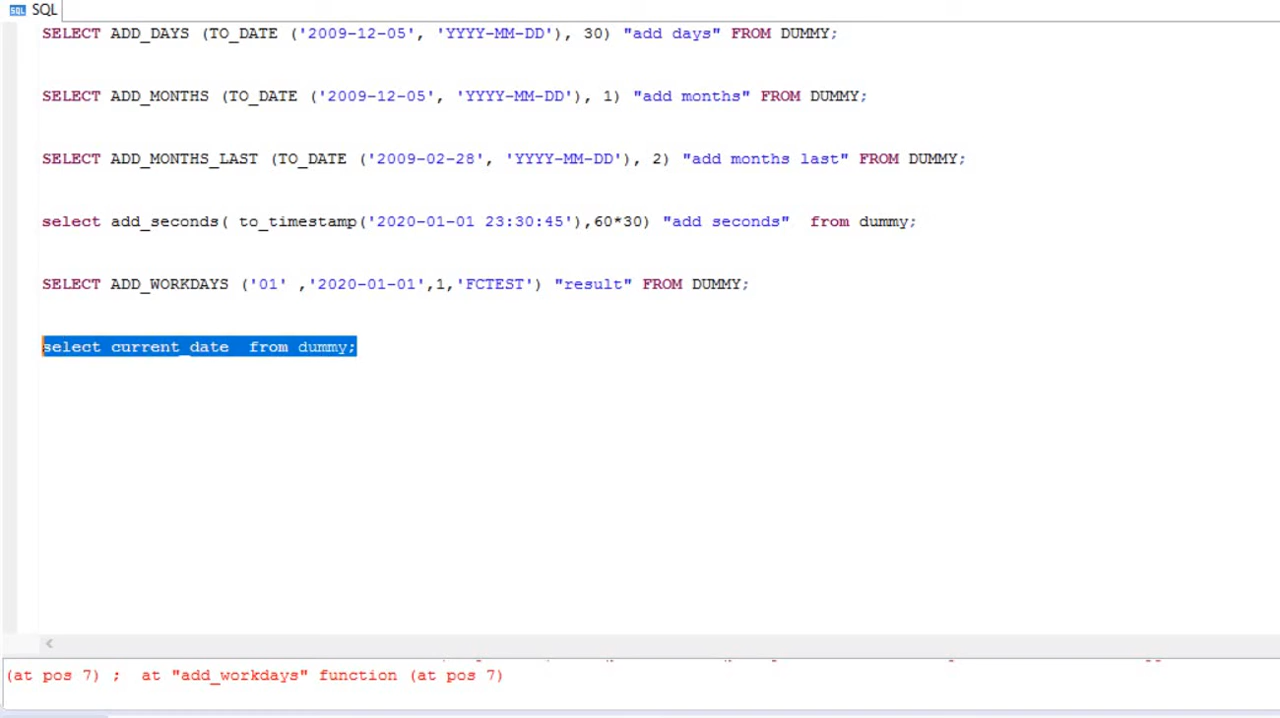 SQL
SELECT ADD_DAYS (TO_DATE ('2009-12-05', 'YYYY-MM-DD'), 30) "add days" FROM DUMMY;
SELECT ADD_MONTHS (TO_DATE ('2009-12-05', 'YYYY-MM-DD'), 1) "add months" FROM DUMMY;
SELECT ADD_MONTHS_LAST (TO_DATE ('2009-02-28', 'YYYY-MM-DD'), 2) "add months last" FROM DUMMY;
select add_seconds( to_timestamp('2020-01-01 23:30:45'),60*30) "add seconds"  from dummy;
SELECT ADD_WORKDAYS ('01' ,'2020-01-01',1,'FCTEST') "result" FROM DUMMY;
select current_date  from dummy;
(at pos 7) ;  at "add_workdays" function (at pos 7)